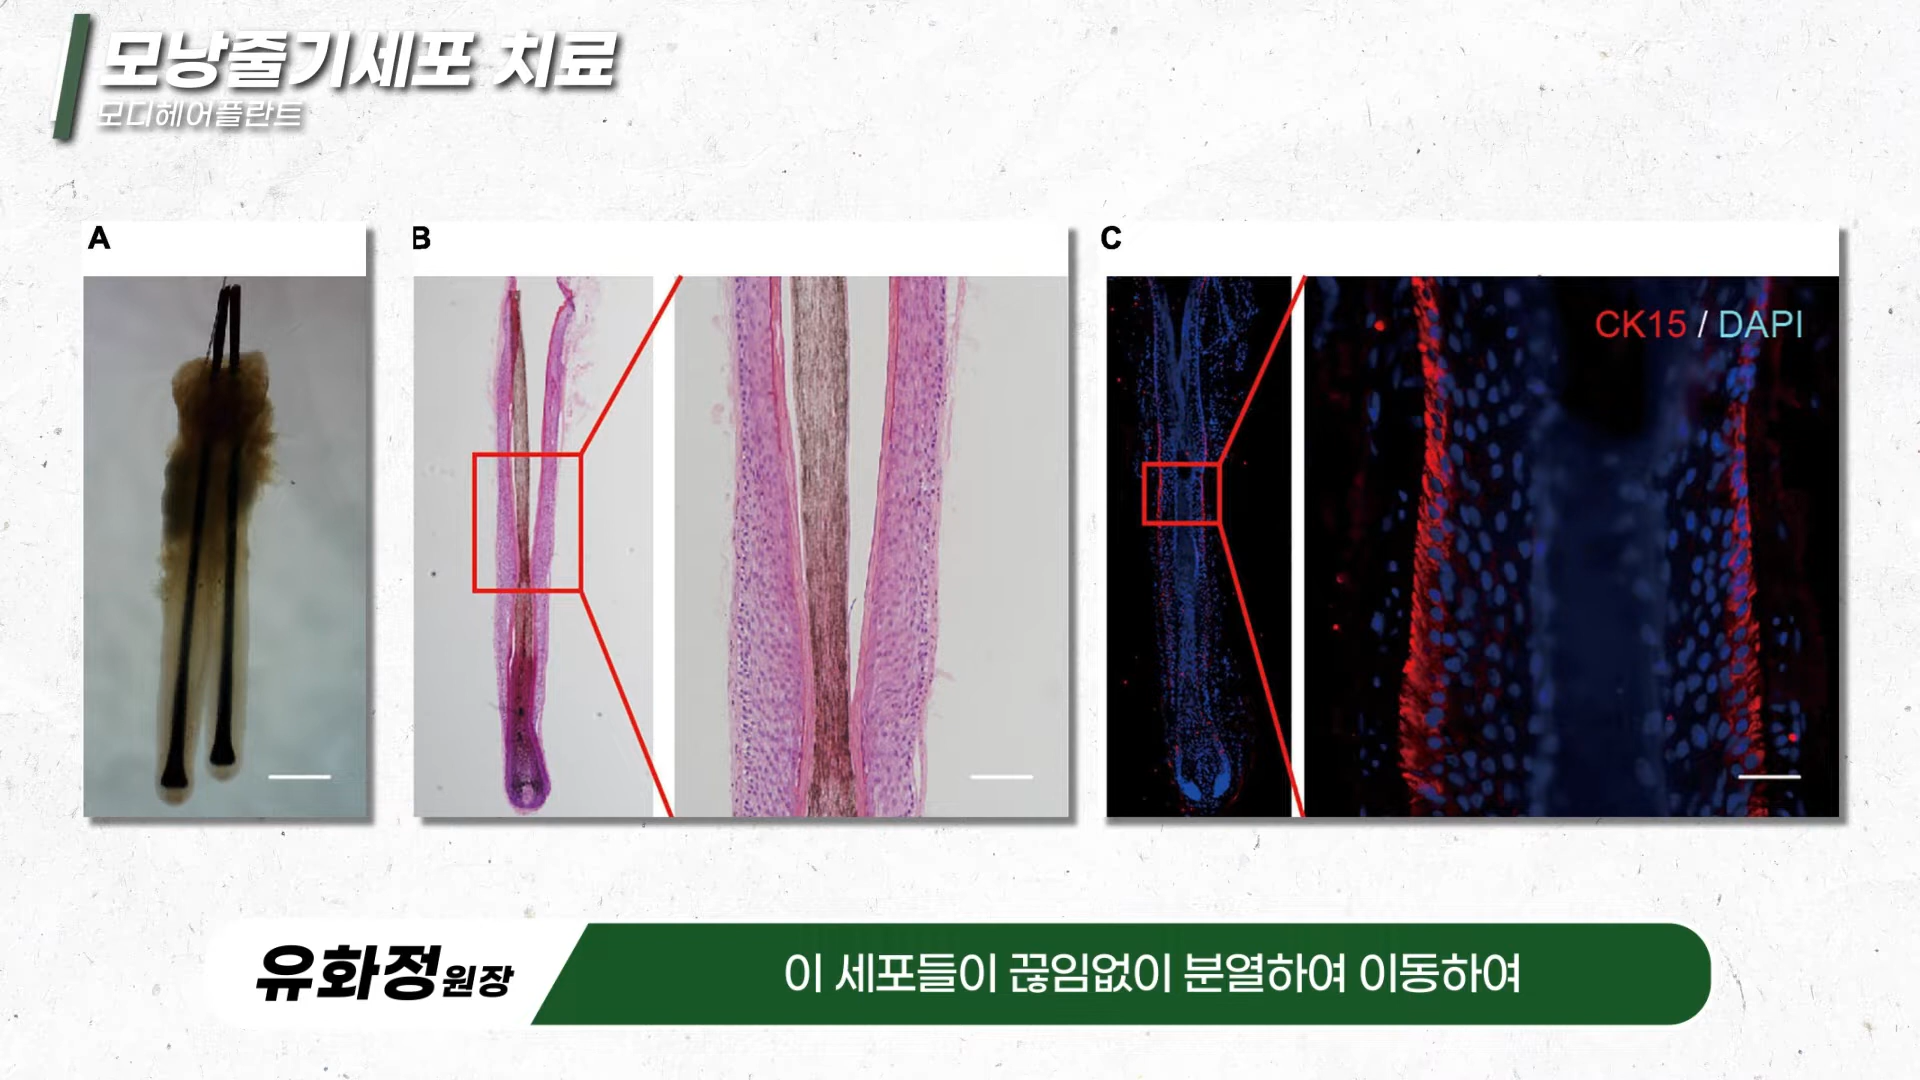 모낭줄기세포 치료
모디헤어플란트
A
B
C
CK15 / DAPI
유화정원장
이 세포들이 끊임없이 분열하여 이동하여